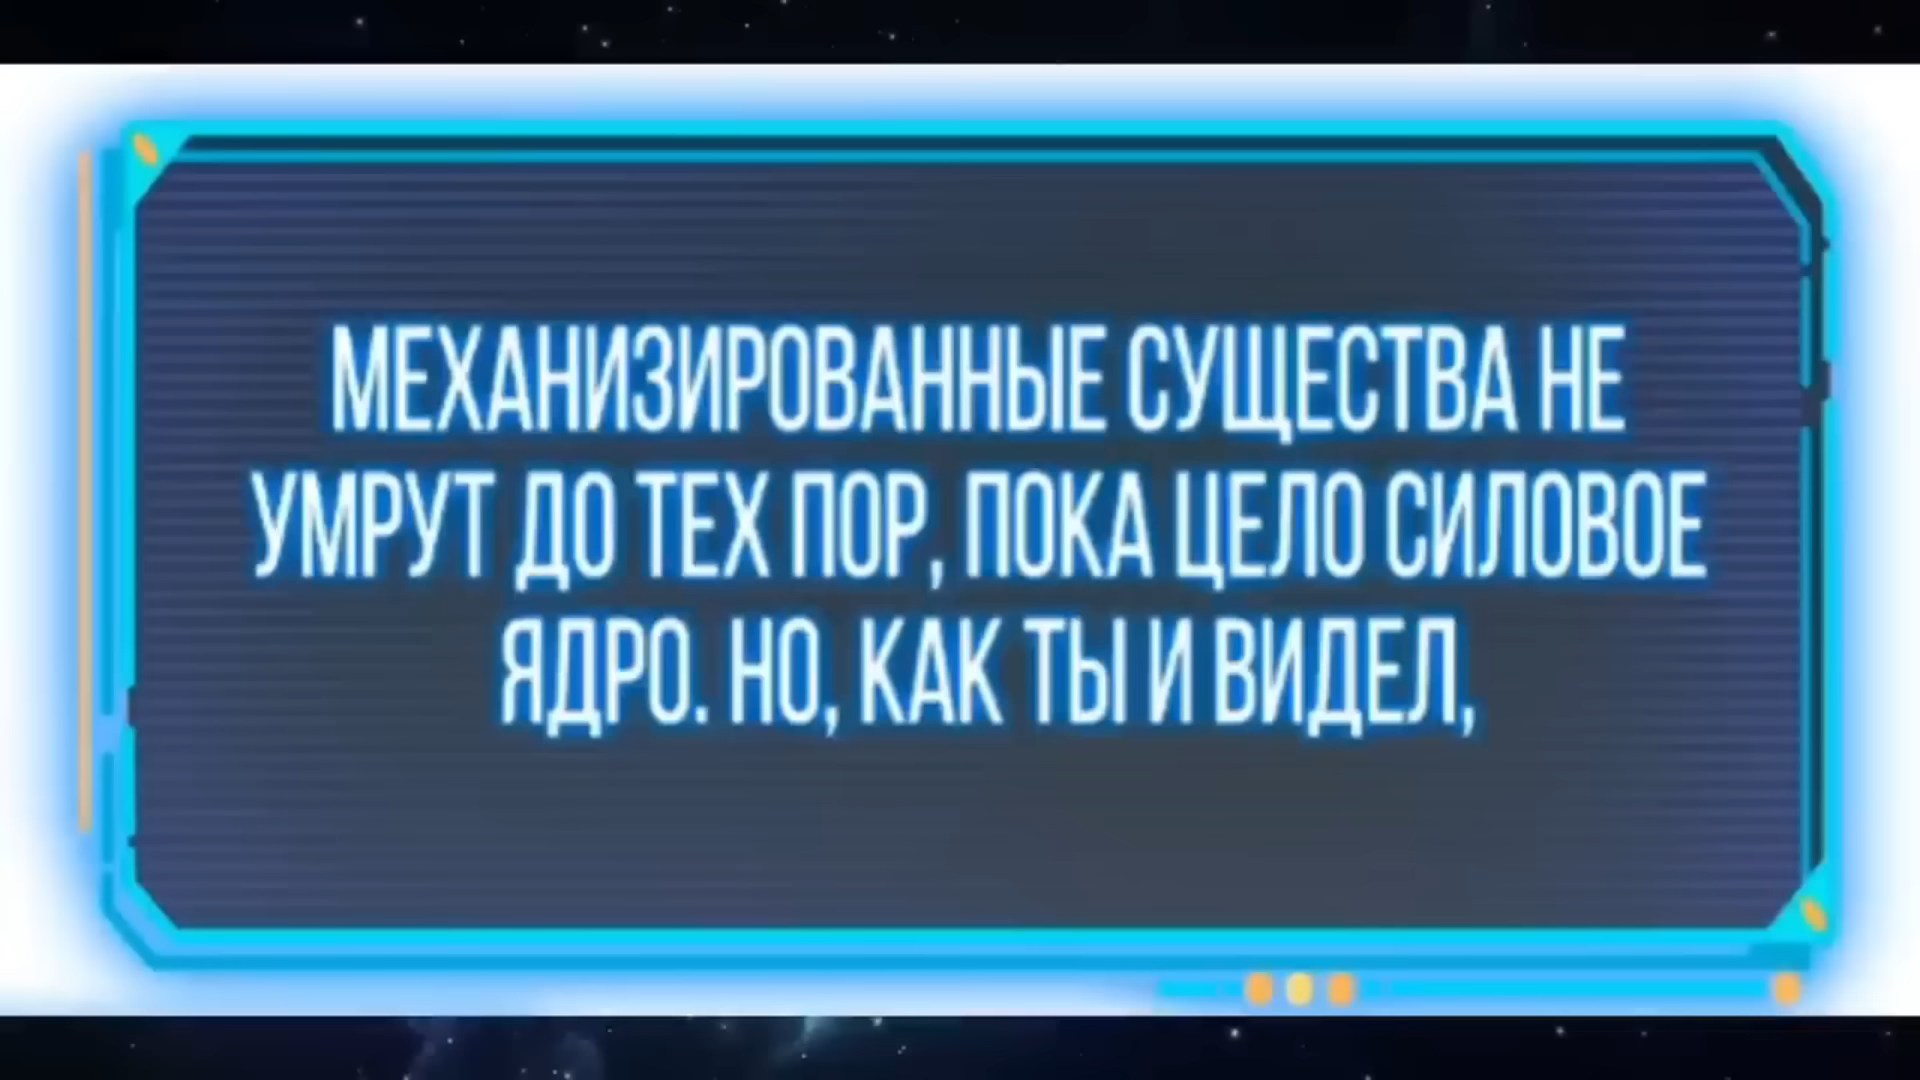 МЕХАНИЗИРОВАННЫЕ СУЩЕСТВА НЕ
УМРУТ ДО ТЕХ ПОР, ПОКА ЦЕЛО СИЛОВОЕ
ЯДРО. НО, КАК ТЫ И ВИДЕЛ,